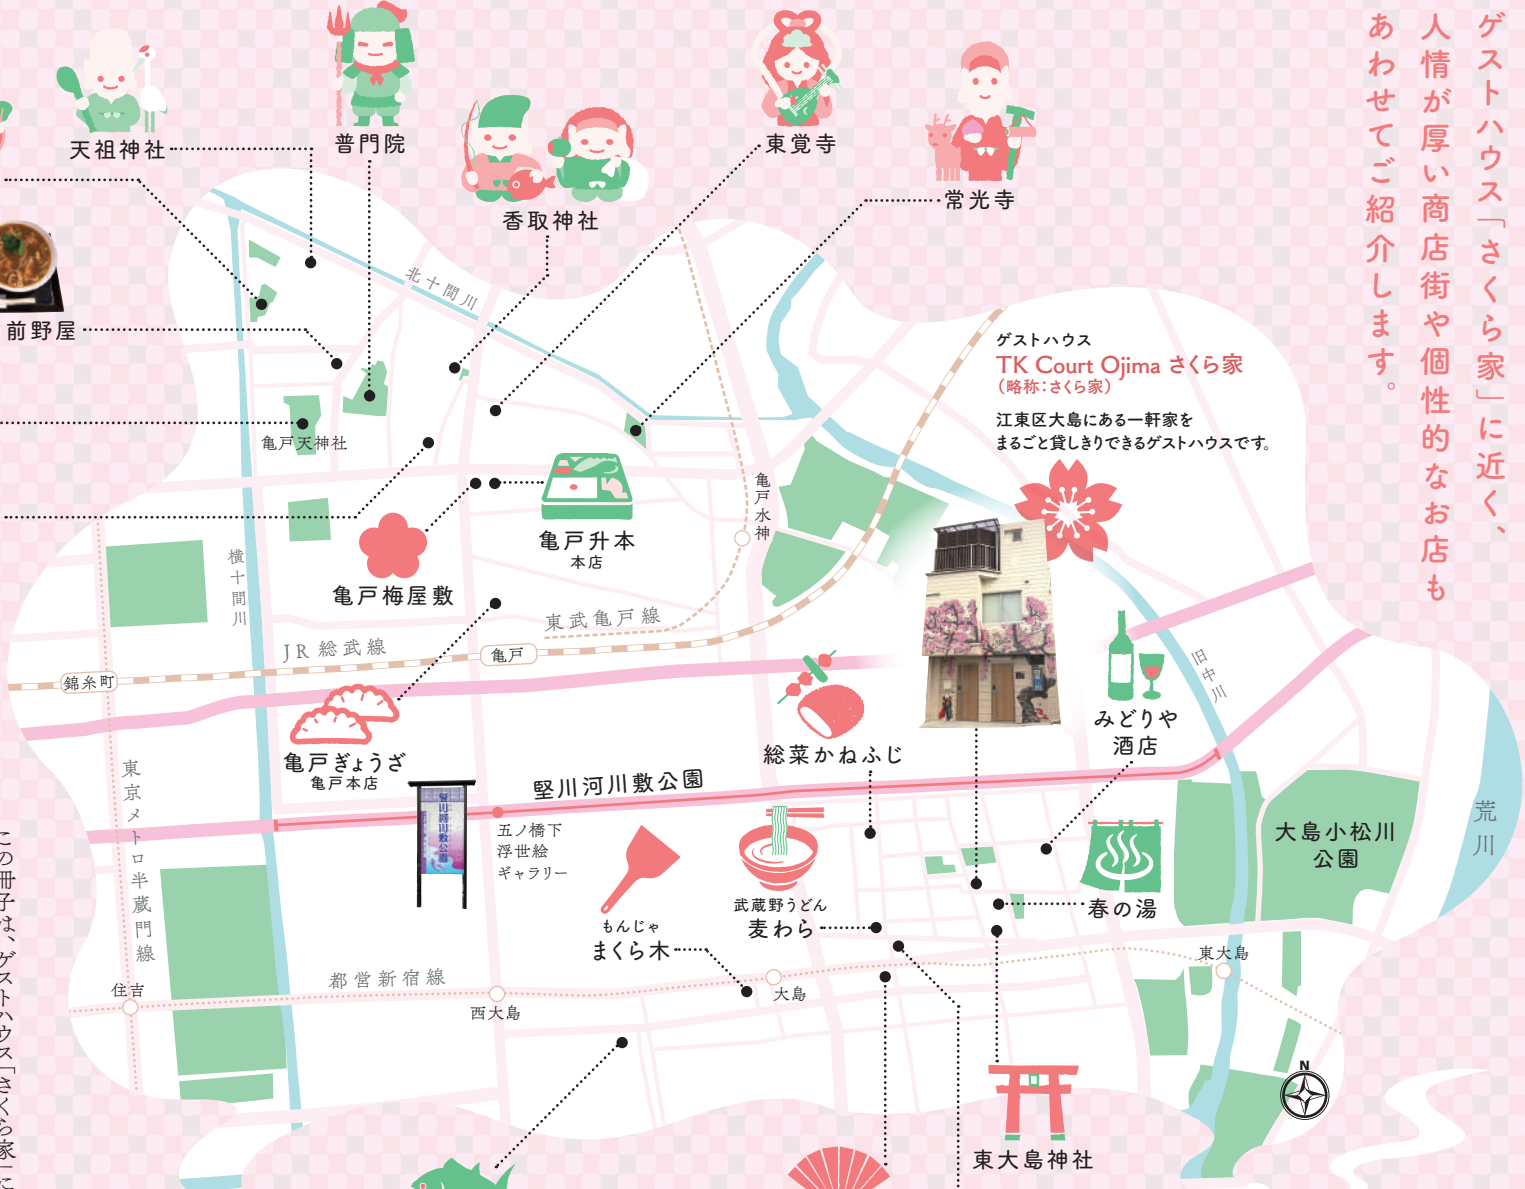 ゲストハウス「さくら家」に近く、
人情が厚い商店街や個性的なお店も
あわせてご紹介します。
天祖神社
普門院
香取神社
東覚寺
常光寺
前野屋
北十間川
亀戸天神社
ゲストハウス
TK Court Ojima さくら家
（略称：さくら家）
江東区大島にある一軒家を
まるごと貸しきりできるゲストハウスです。
亀戸水神
亀戸升本
本店
亀戸梅屋敷
横十間川
東武亀戸線
JR総武線
亀戸
錦糸町
旧中川
亀戸ぎょうざ
亀戸本店
みどりや
酒店
総菜かねふじ
竪川河川敷公園
竪川河川敷公園
五ノ橋下
浮世絵
ギャラリー
東京メトロ半蔵門線
荒川
大島小松川
公園
もんじゃ
まくら木
武蔵野うどん
麦わら
春の湯
都営新宿線
住吉
西大島
大島
東大島
東大島神社
N
この冊子は、ゲストハウス「さくら家」に